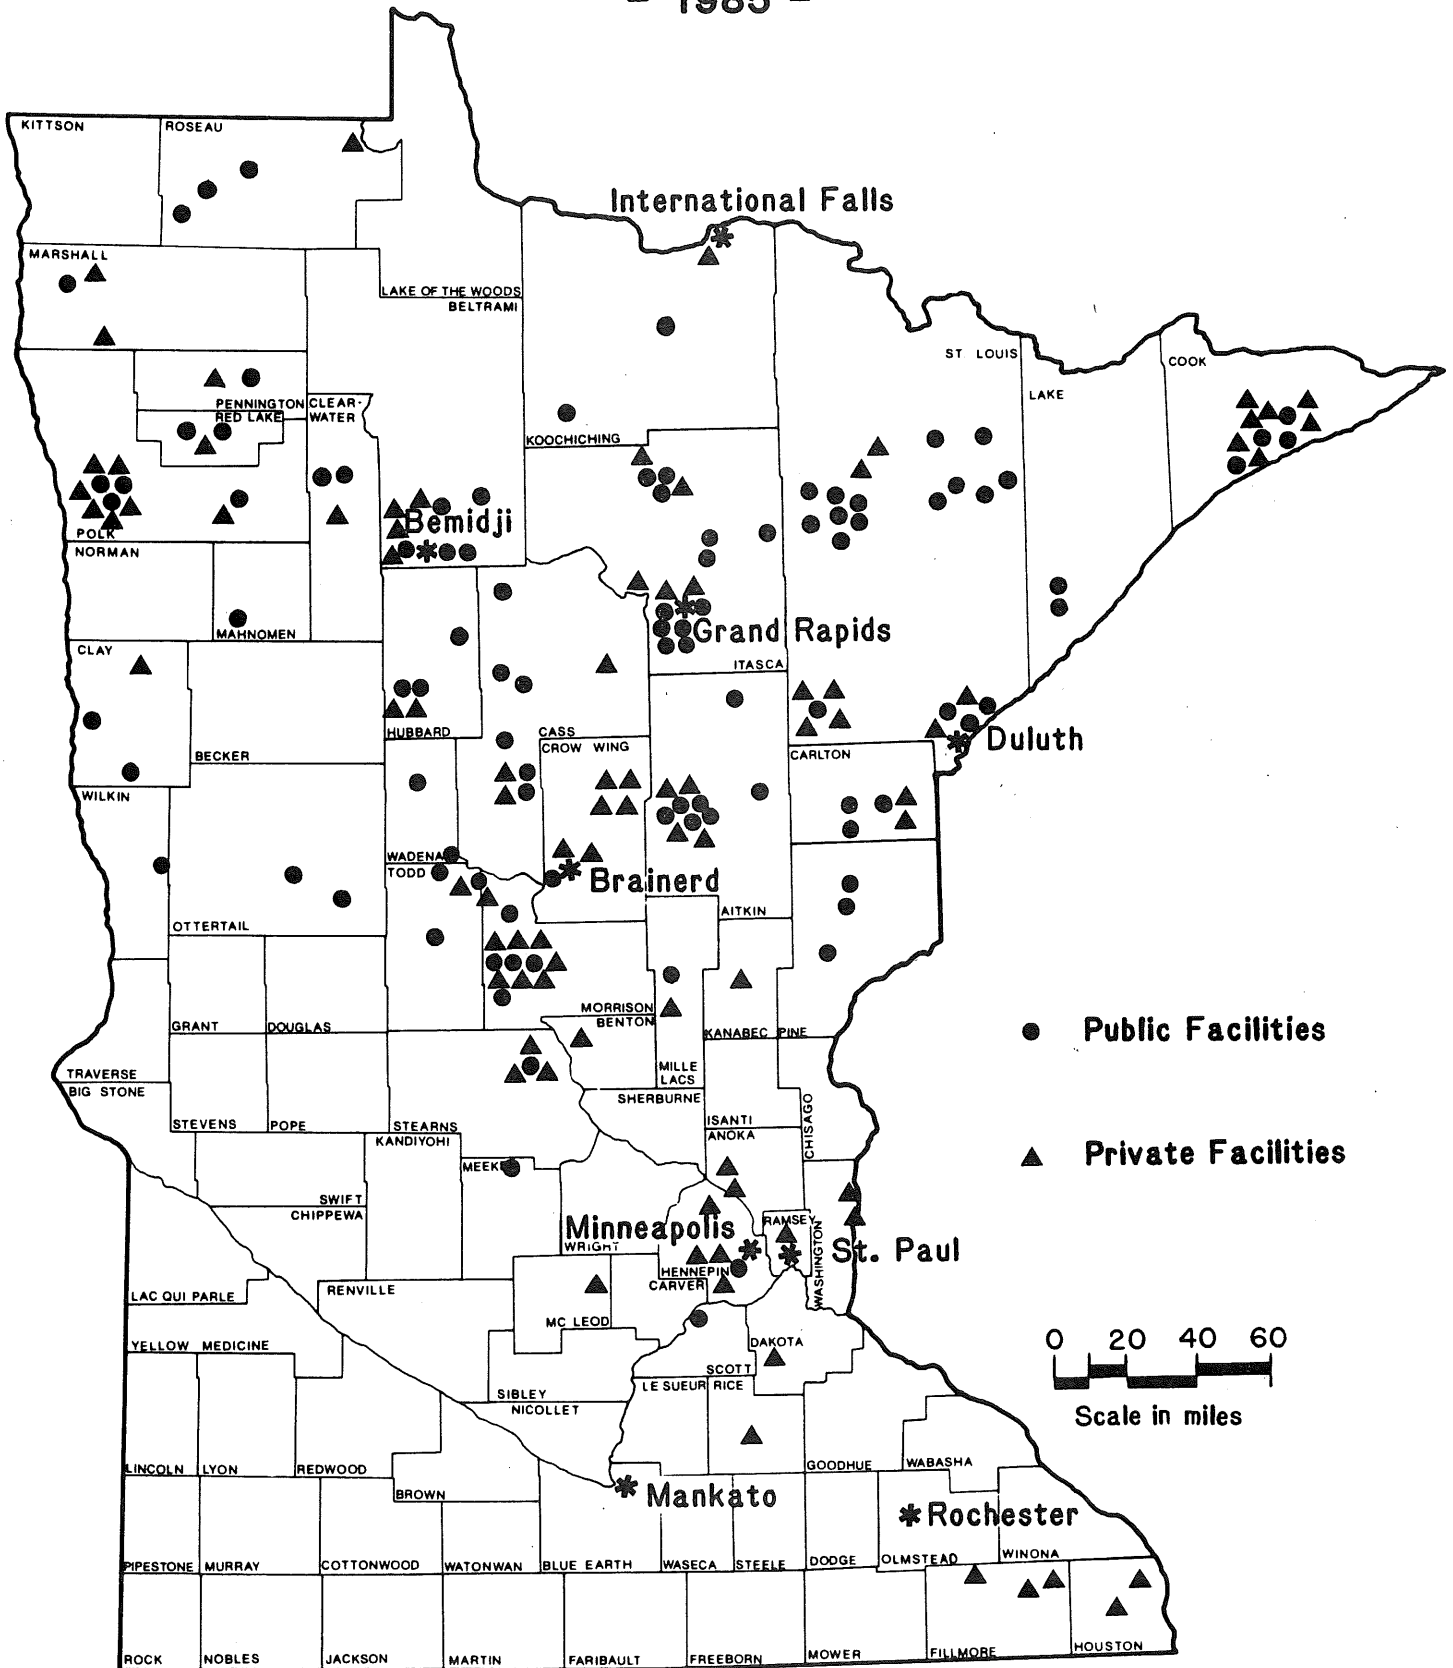 - 1985 -
KITTSON
ROSEAU
International Falls
MARSHALL
LAKE OF THE WOODS
BELTRAMI
ST LOUIS
COOK
LAKE
PENNINGTON
CLEAR-
RED LAKE
WATER
KOOCHICHING
Bemidji
POLK
NORMAN
MAHNOMEN
Grand Rapids
CLAY
ITASCA
HUBBARD
CASS
CROW WING
Duluth
BECKER
CARLTON
WILKIN
WADENA
TODD
Brainerd
AITKIN
OTTERTAIL
MORRISON
BENTON
GRANT
DOUGLAS
KANABEC
PINE
Public Facilities
TRAVERSE
BIG STONE
MILLE
LACS
SHERBURNE
STEVENS
POPE
STEARNS
KANDIYOHI
ISANTI
ANOKA
CHISAGO
Private Facilities
SWIFT
CHIPPEWA
Minneapolis
WRIGHT
RAMSEY
WASHINGTON
St. Paul
HENNEPIN
CARVER
LAC QUI PARLE
RENVILLE
MC LEOD
YELLOW MEDICINE
DAKOTA
0 20 40 60
Scale in miles
SCOTT
SIBLEY
NICOLLET
LE SUEUR
RICE
LINCOLN
LYON
REDWOOD
GOODHUE
WABASHA
BROWN
Mankato
Rochester
PIPESTONE
MURRAY
COTTONWOOD
WATONWAN
BLUE EARTH
WASECA
STEELE
DODGE
OLMSTEAD
WINONA
ROCK
NOBLES
JACKSON
MARTIN
FARIBAULT
FREEBORN
MOWER
FILLMORE
HOUSTON